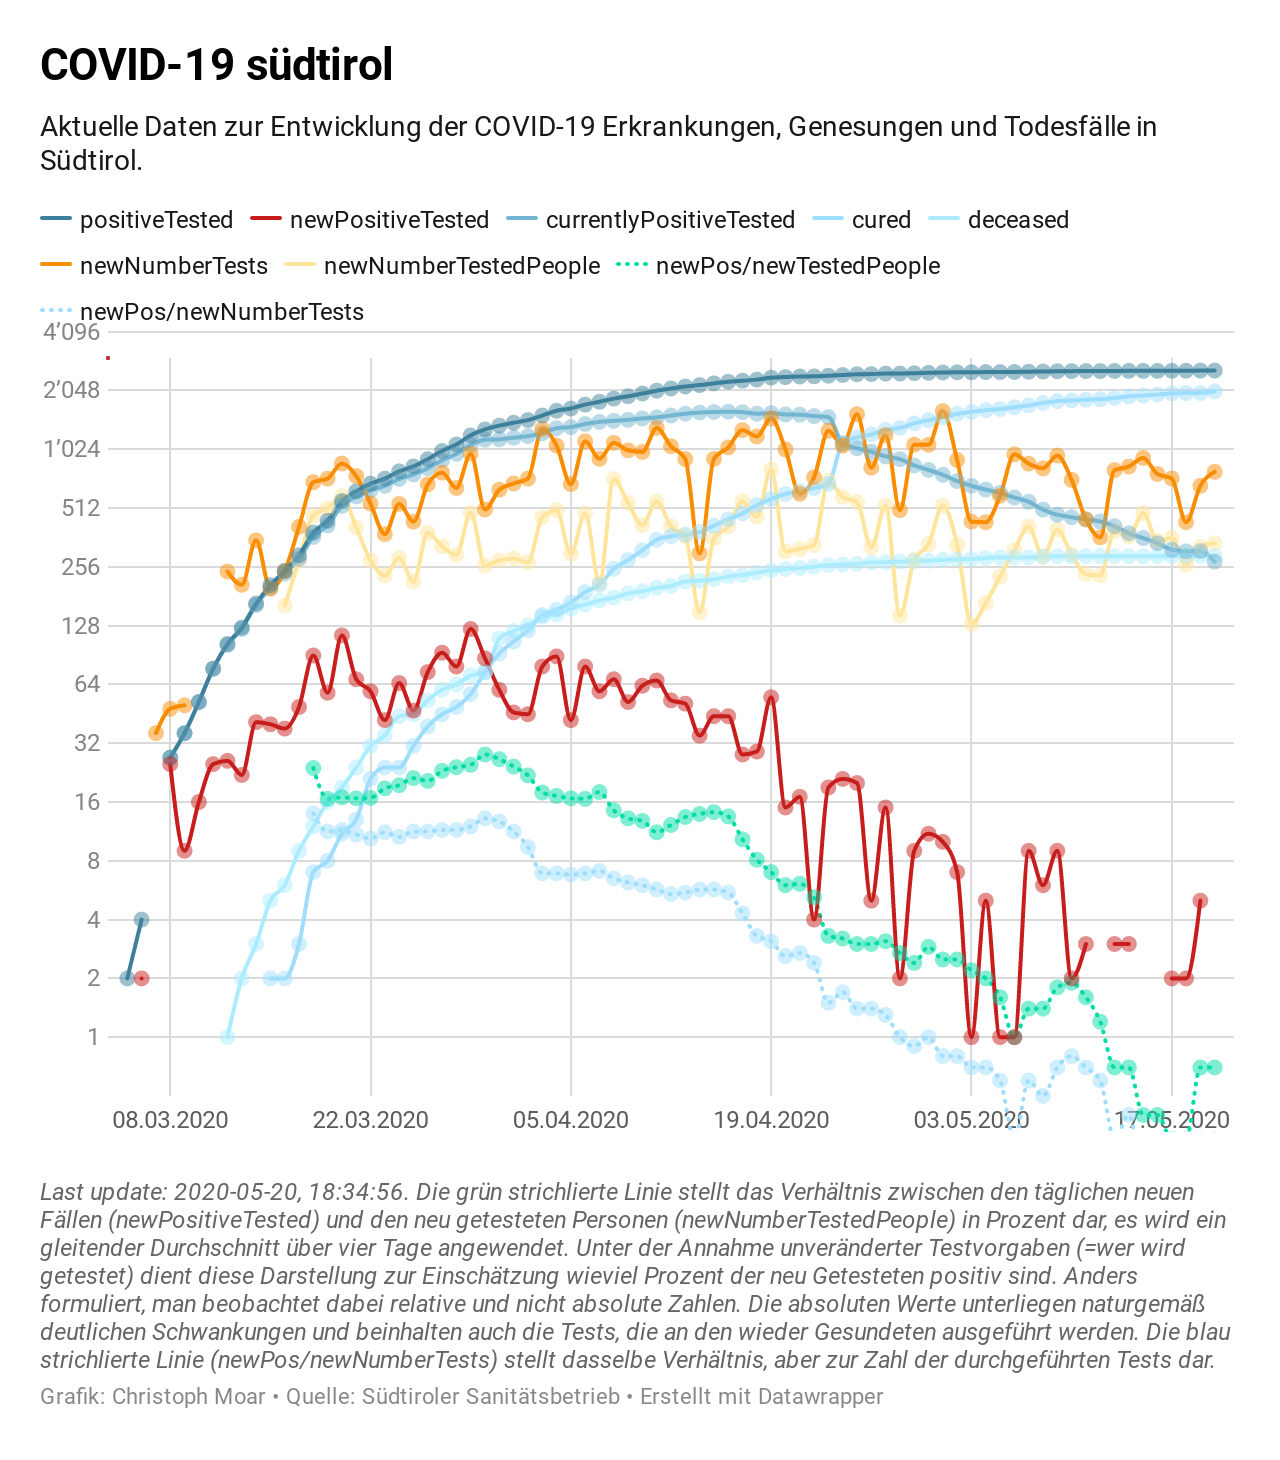 COVID-19 südtirol
Aktuelle Daten zur Entwicklung der COVID-19 Erkrankungen, Genesungen und Todesfälle in
Südtirol.
positiveTested newPositiveTested currentlyPositiveTested cured deceased
newNumberTests newNumberTestedPeople newPos/newTestedPeople
newPos/newNumberTests
4’096
2’048
1’024
512
256
128
64
32
16
8
4
2
1
08.03.2020 22.03.2020 05.04.2020 19.04.2020 03.05.2020 17.05.2020
Last update: 2020-05-20, 18:34:56. Die grün strichlierte Linie stellt das Verhältnis zwischen den täglichen neuen
Fällen (newPositiveTested) und den neu getesteten Personen (newNumberTestedPeople) in Prozent dar, es wird ein
gleitender Durchschnitt über vier Tage angewendet. Unter der Annahme unveränderter Testvorgaben (=wer wird
getestet) dient diese Darstellung zur Einschätzung wieviel Prozent der neu Getesteten positiv sind. Anders
formuliert, man beobachtet dabei relative und nicht absolute Zahlen. Die absoluten Werte unterliegen naturgemäß
deutlichen Schwankungen und beinhalten auch die Tests, die an den wieder Gesundeten ausgeführt werden. Die blau
strichlierte Linie (newPos/newNumberTests) stellt dasselbe Verhältnis, aber zur Zahl der durchgeführten Tests dar.
Grafik: Christoph Moar • Quelle: Südtiroler Sanitätsbetrieb • Erstellt mit Datawrapper